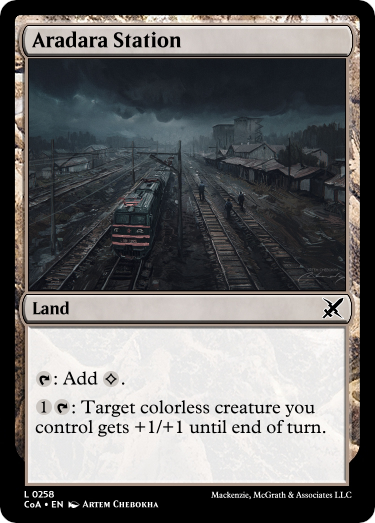 Aradara Station
Land
: Add .
1 : Target colorless creature you
control gets +1/+1 until end of turn.
L 0258
CoA • EN Artem Chebokha
Mackenzie, McGrath & Associates LLC